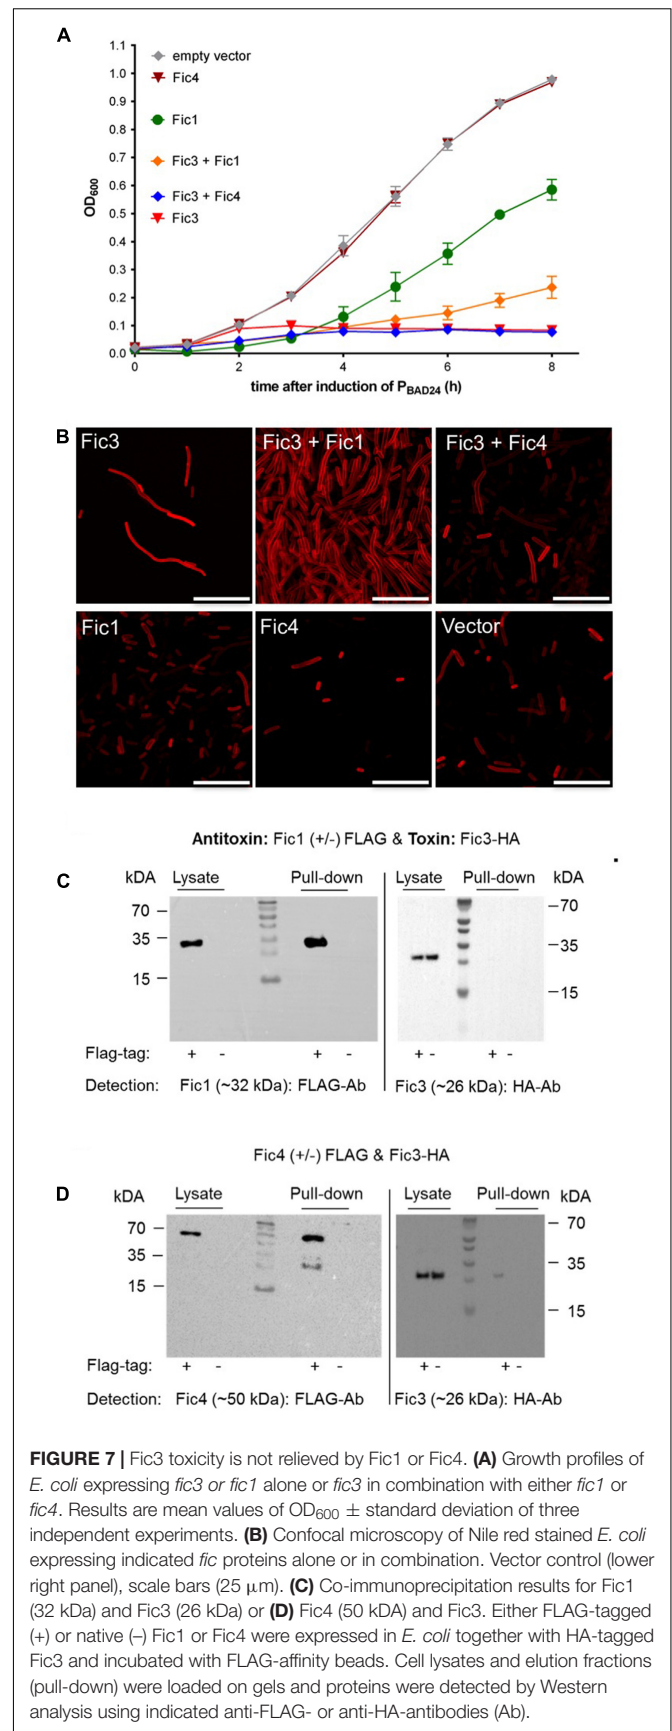 A
1.1
1.0
0.9
0.8
0.7
0.6
0.5
0.4
0.3
0.2
0.1
0.0
OD600
empty vector
Fic4
Fic1
Fic3 + Fic1
Fic3 + Fic4
Fic3
0 2 4 6 8
time after induction of PBAD24 (h)
B
Fic3 Fic3 + Fic1 Fic3 + Fic4
Fic1 Fic4 Vector
Antitoxin: Fic1 (+/-) FLAG & Toxin: Fic3-HA
C
kDA Lysate Pull-down Lysate Pull-down kDA
70 – –70
35 – –35
15 – –15
Flag-tag: + - + - + - + -
Detection: Fic1 (~32 kDa): FLAG-Ab Fic3 (~26 kDa): HA-Ab
Fic4 (+/-) FLAG & Fic3-HA
D
kDA Lysate Pull-down Lysate Pull-down kDA
70 – – 70
35 – – 35
15 – – 15
Flag-tag: + - + - + - + -
Detection: Fic4 (~50 kDa): FLAG-Ab Fic3 (~26 kDa): HA-Ab
FIGURE 7 | Fic3 toxicity is not relieved by Fic1 or Fic4. (A) Growth profiles of
E. coli expressing fic3 or fic1 alone or fic3 in combination with either fic1 or
fic4. Results are mean values of OD600 ± standard deviation of three
independent experiments. (B) Confocal microscopy of Nile red stained E. coli
expressing indicated fic proteins alone or in combination. Vector control (lower
right panel), scale bars (25 μm). (C) Co-immunoprecipitation results for Fic1
(32 kDa) and Fic3 (26 kDa) or (D) Fic4 (50 kDA) and Fic3. Either FLAG-tagged
(+) or native (–) Fic1 or Fic4 were expressed in E. coli together with HA-tagged
Fic3 and incubated with FLAG-affinity beads. Cell lysates and elution fractions
(pull-down) were loaded on gels and proteins were detected by Western
analysis using indicated anti-FLAG- or anti-HA-antibodies (Ab).